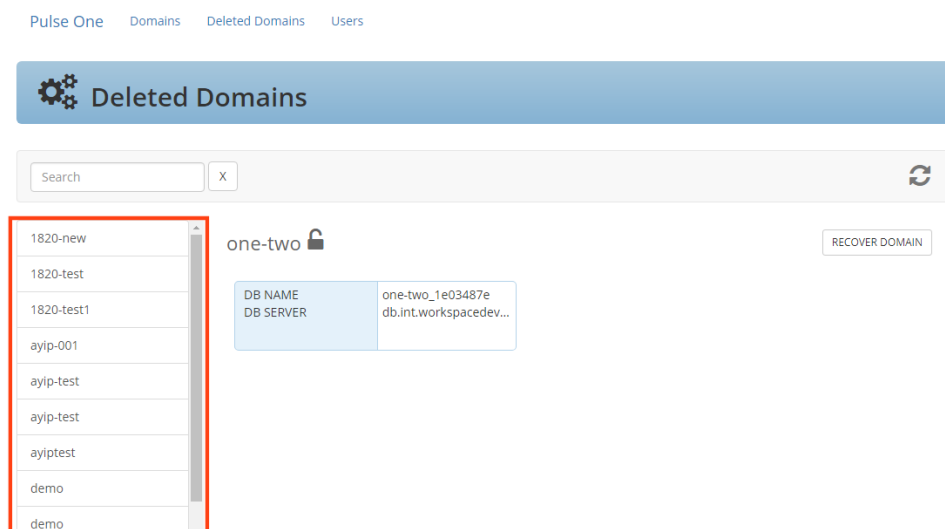 Pulse One Domains Deleted Domains Users
Deleted Domains
Search X
1820-new
1820-test
1820-test1
ayip-001
ayip-test
ayip-test
ayiptest
demo
demo
one-two
RECOVER DOMAIN
DB NAME one-two_1e03487e
DB SERVER db.int.workspacedev...